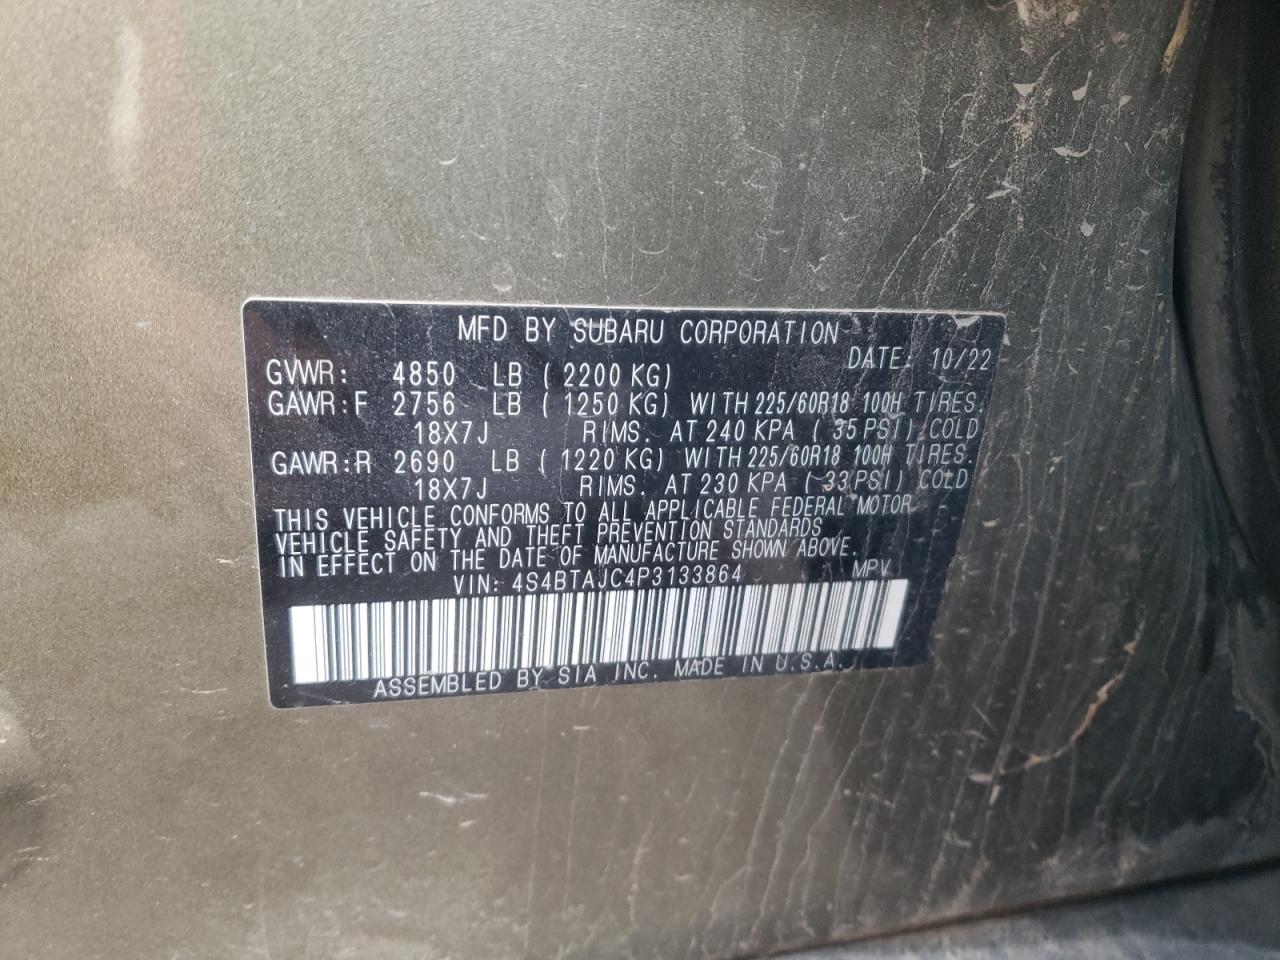 MFD BY SUBARU CORPORATION
DATE: 10/22
GVWR: 4850 LB (2200 KG)
GAWR:F 2756 LB (1250 KG) WITH 225/60R18 100H TIRES.
18X7J RIMS. AT 240 KPA (35 PSI) COLD
GAWR:R 2690 LB (1220 KG) WITH 225/60R18 100H TIRES.
18X7J RIMS. AT 230 KPA (33 PSI) COLD
THIS VEHICLE CONFORMS TO ALL APPLICABLE FEDERAL MOTOR
VEHICLE SAFETY AND THEFT PREVENTION STANDARDS
IN EFFECT ON THE DATE OF MANUFACTURE SHOWN ABOVE.
VIN: 4S4BTAJC4P3133864 MPV
ASSEMBLED BY SIA INC. MADE IN U.S.A.